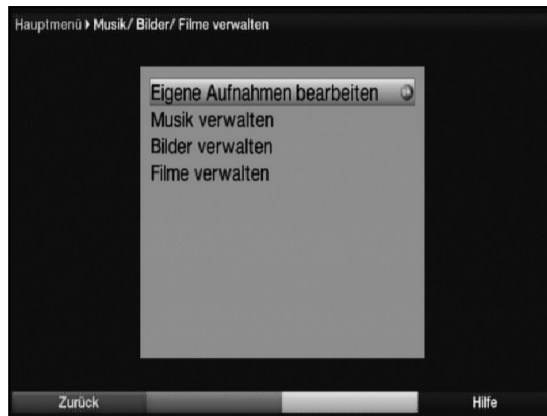 Hauptmenü Musik/ Bilder/ Filme verwalten
Eigene Aufnahmen bearbeiten
Musik verwalten
Bilder verwalten
Filme verwalten
Zurück Hilfe